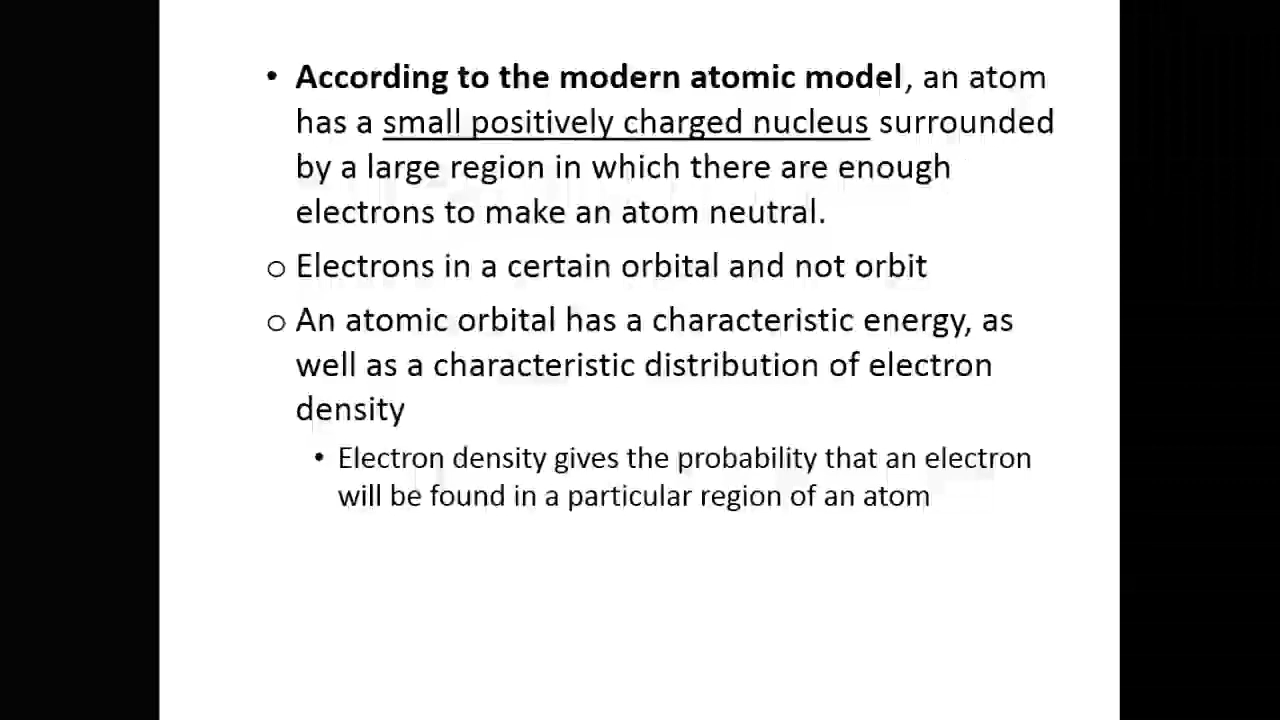 • According to the modern atomic model, an atom
has a small positively charged nucleus surrounded
by a large region in which there are enough
electrons to make an atom neutral.
o Electrons in a certain orbital and not orbit
o An atomic orbital has a characteristic energy, as
well as a characteristic distribution of electron
density
• Electron density gives the probability that an electron
will be found in a particular region of an atom